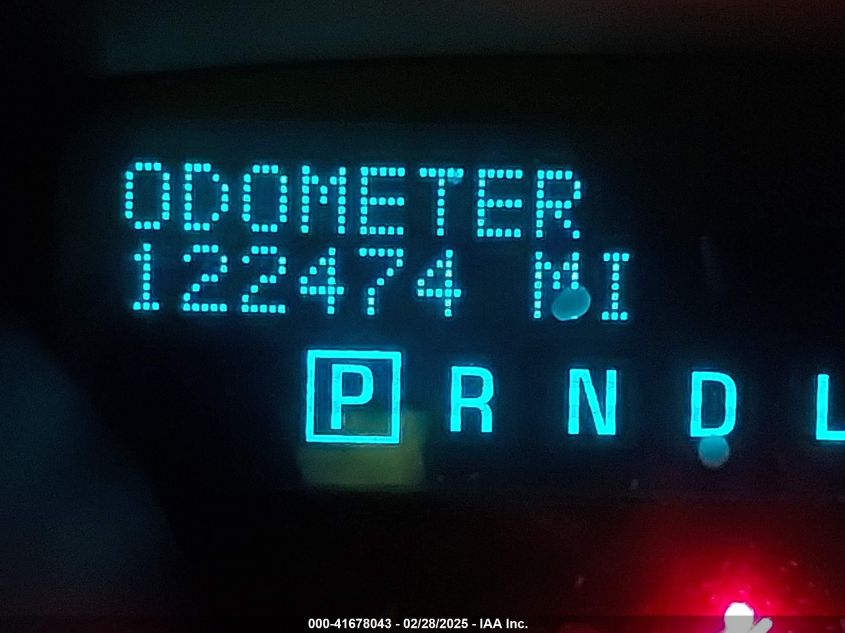 ODOMETER
122474 MI
P R N D L
000-41678043 - 02/28/2025 - IAA Inc.